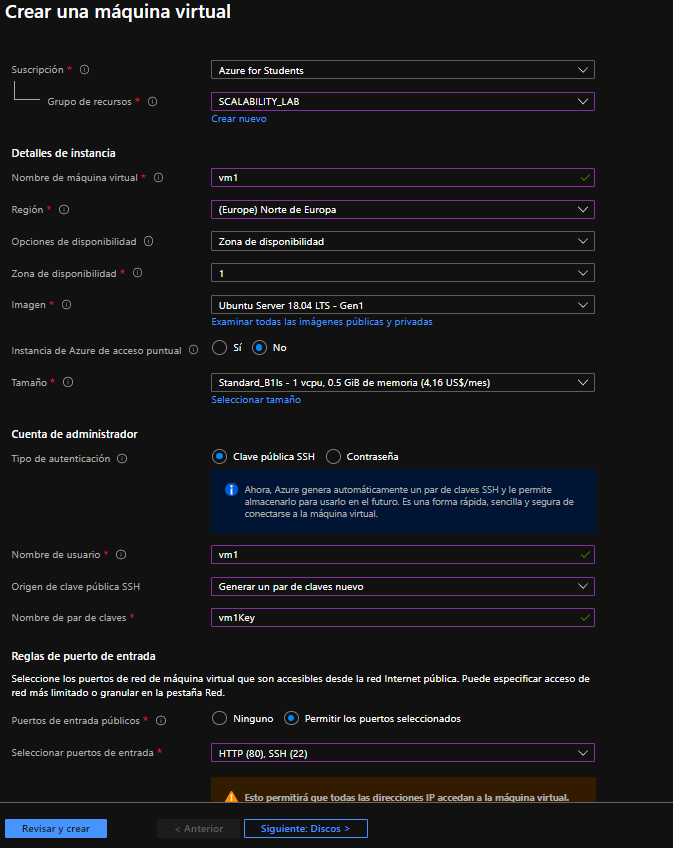 Crear una máquina virtual
Suscripción *
Azure for Students
Grupo de recursos *
SCALABILITY_LAB
Crear nuevo
Detalles de instancia
Nombre de máquina virtual *
vm1
Región *
(Europe) Norte de Europa
Opciones de disponibilidad
Zona de disponibilidad
Zona de disponibilidad *
1
Imagen *
Ubuntu Server 18.04 LTS - Gen1
Examinar todas las imágenes públicas y privadas
Instancia de Azure de acceso puntual
Sí
No
Tamaño *
Standard_B1ls - 1 vcpu, 0.5 GiB de memoria (4,16 US$/mes)
Seleccionar tamaño
Cuenta de administrador
Tipo de autenticación
Clave pública SSH
Contraseña
Ahora, Azure genera automáticamente un par de claves SSH y le permite
almacenarlo para usarlo en el futuro. Es una forma rápida, sencilla y segura de
conectarse a la máquina virtual.
Nombre de usuario *
vm1
Origen de clave pública SSH
Generar un par de claves nuevo
Nombre de par de claves *
vm1Key
Reglas de puerto de entrada
Seleccione los puertos de red de máquina virtual que son accesibles desde la red Internet pública. Puede especificar acceso de
red más limitado o granular en la pestaña Red.
Puertos de entrada públicos *
Ninguno
Permitir los puertos seleccionados
Seleccionar puertos de entrada *
HTTP (80), SSH (22)
Esto permitirá que todas las direcciones IP accedan a la máquina virtual.
Revisar y crear
< Anterior
Siguiente: Discos >